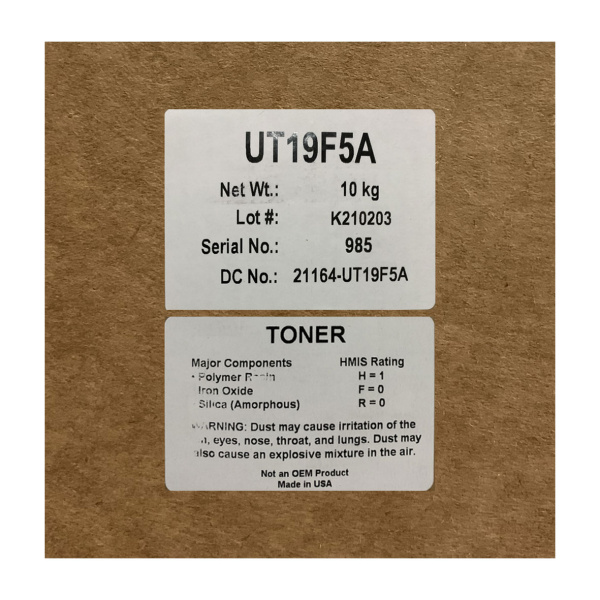 UT19F5A
Net Wt.: 10 kg
Lot #: K210203
Serial No.: 985
DC No.: 21164-UT19F5A
TONER
Major Components HMIS Rating
• Polymer H = 1
Iron Oxide F = 0
Silica (Amorphous) R = 0
WARNING: Dust may cause irritation of the
eyes, nose, throat, and lungs. Dust may
also cause an explosive mixture in the air.
Not an OEM Product
Made in USA